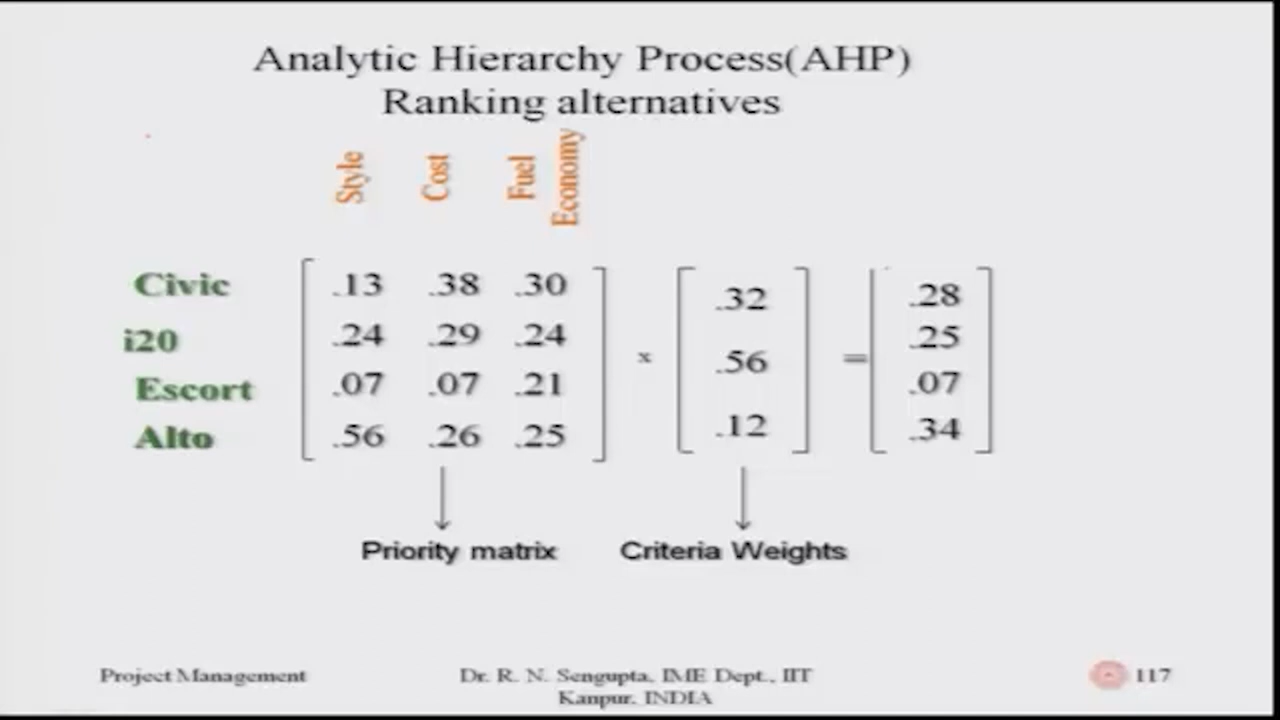 Analytic Hierarchy Process(AHP)
Ranking alternatives
Style Cost Fuel Economy
Civic .13 .38 .30 .32 .28
i20 .24 .29 .24 .56 .25
Escort .07 .07 .21 x = .07
Alto .56 .26 .25 .12 .34
Priority matrix Criteria Weights
Project Management Dr. R. N. Sengupta, IME Dept., IIT 117
Kanpur, INDIA